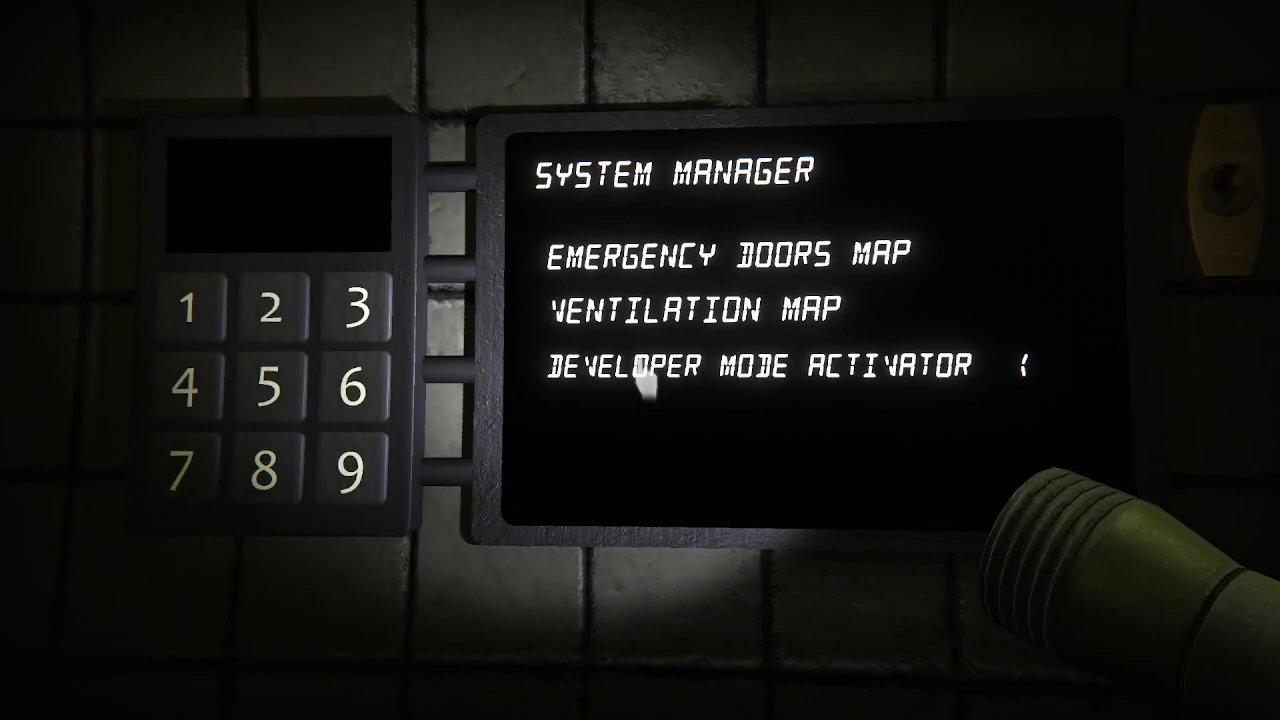 SYSTEM MANAGER
EMERGENCY DOORS MAP
VENTILATION MAP
DEVELOPER MODE ACTIVATOR (
1 2 3
4 5 6
7 8 9